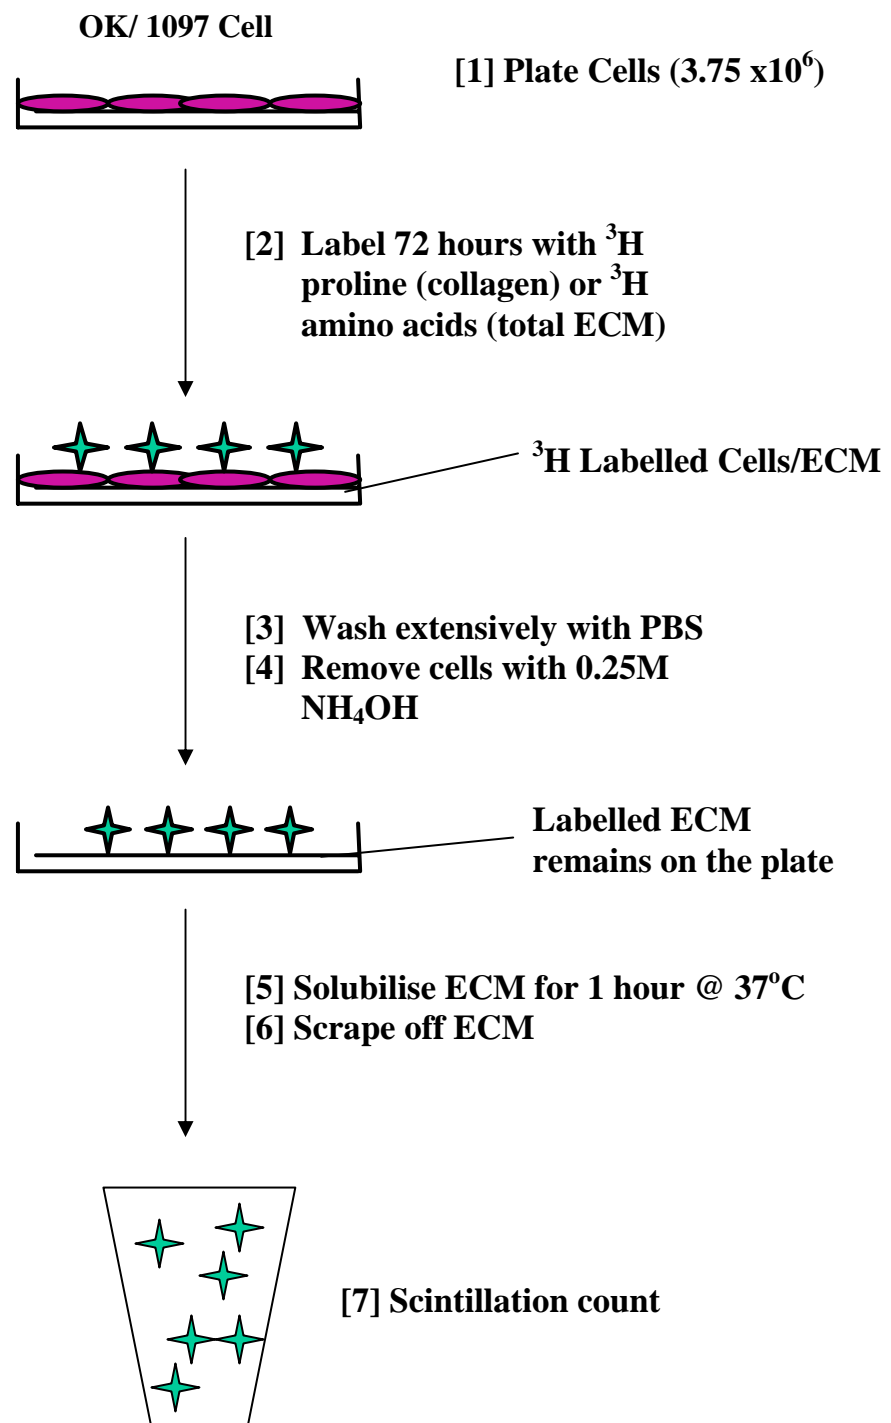 OK/ 1097 Cell
[1] Plate Cells (3.75 x10⁶)
[2] Label 72 hours with ³H
proline (collagen) or ³H
amino acids (total ECM)
³H Labelled Cells/ECM
[3] Wash extensively with PBS
[4] Remove cells with 0.25M
NH₄OH
Labelled ECM
remains on the plate
[5] Solubilise ECM for 1 hour @ 37°C
[6] Scrape off ECM
[7] Scintillation count